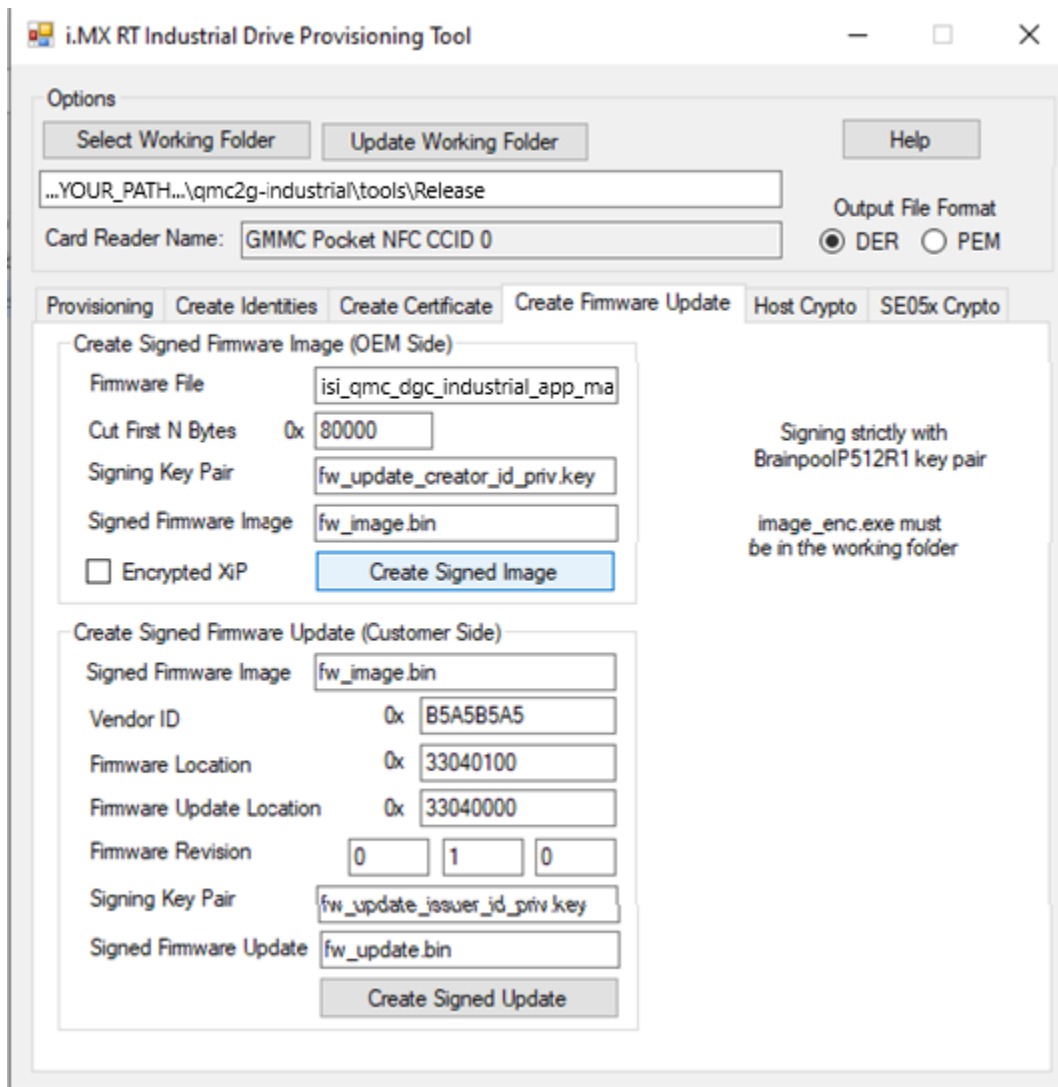 i.MX RT Industrial Drive Provisioning Tool
Options
Select Working Folder Update Working Folder Help
...YOUR_PATH...\qmc2g-industrial\tools\Release
Output File Format
Card Reader Name: GMMC Pocket NFC CCID 0 DER PEM
Provisioning Create Identities Create Certificate Create Firmware Update Host Crypto SE05x Crypto
Create Signed Firmware Image (OEM Side)
Firmware File isi_qmc_dgc_industrial_app_ma
Cut First N Bytes 0x 80000
Signing strictly with
BrainpoolP512R1 key pair
Signing Key Pair fw_update_creator_id_priv.key
Signed Firmware Image fw_image.bin
image_enc.exe must
be in the working folder
Encrypted XiP Create Signed Image
Create Signed Firmware Update (Customer Side)
Signed Firmware Image fw_image.bin
Vendor ID 0x B5A5B5A5
Firmware Location 0x 33040100
Firmware Update Location 0x 33040000
Firmware Revision 0 1 0
Signing Key Pair fw_update_issuer_id_priv.key
Signed Firmware Update fw_update.bin
Create Signed Update